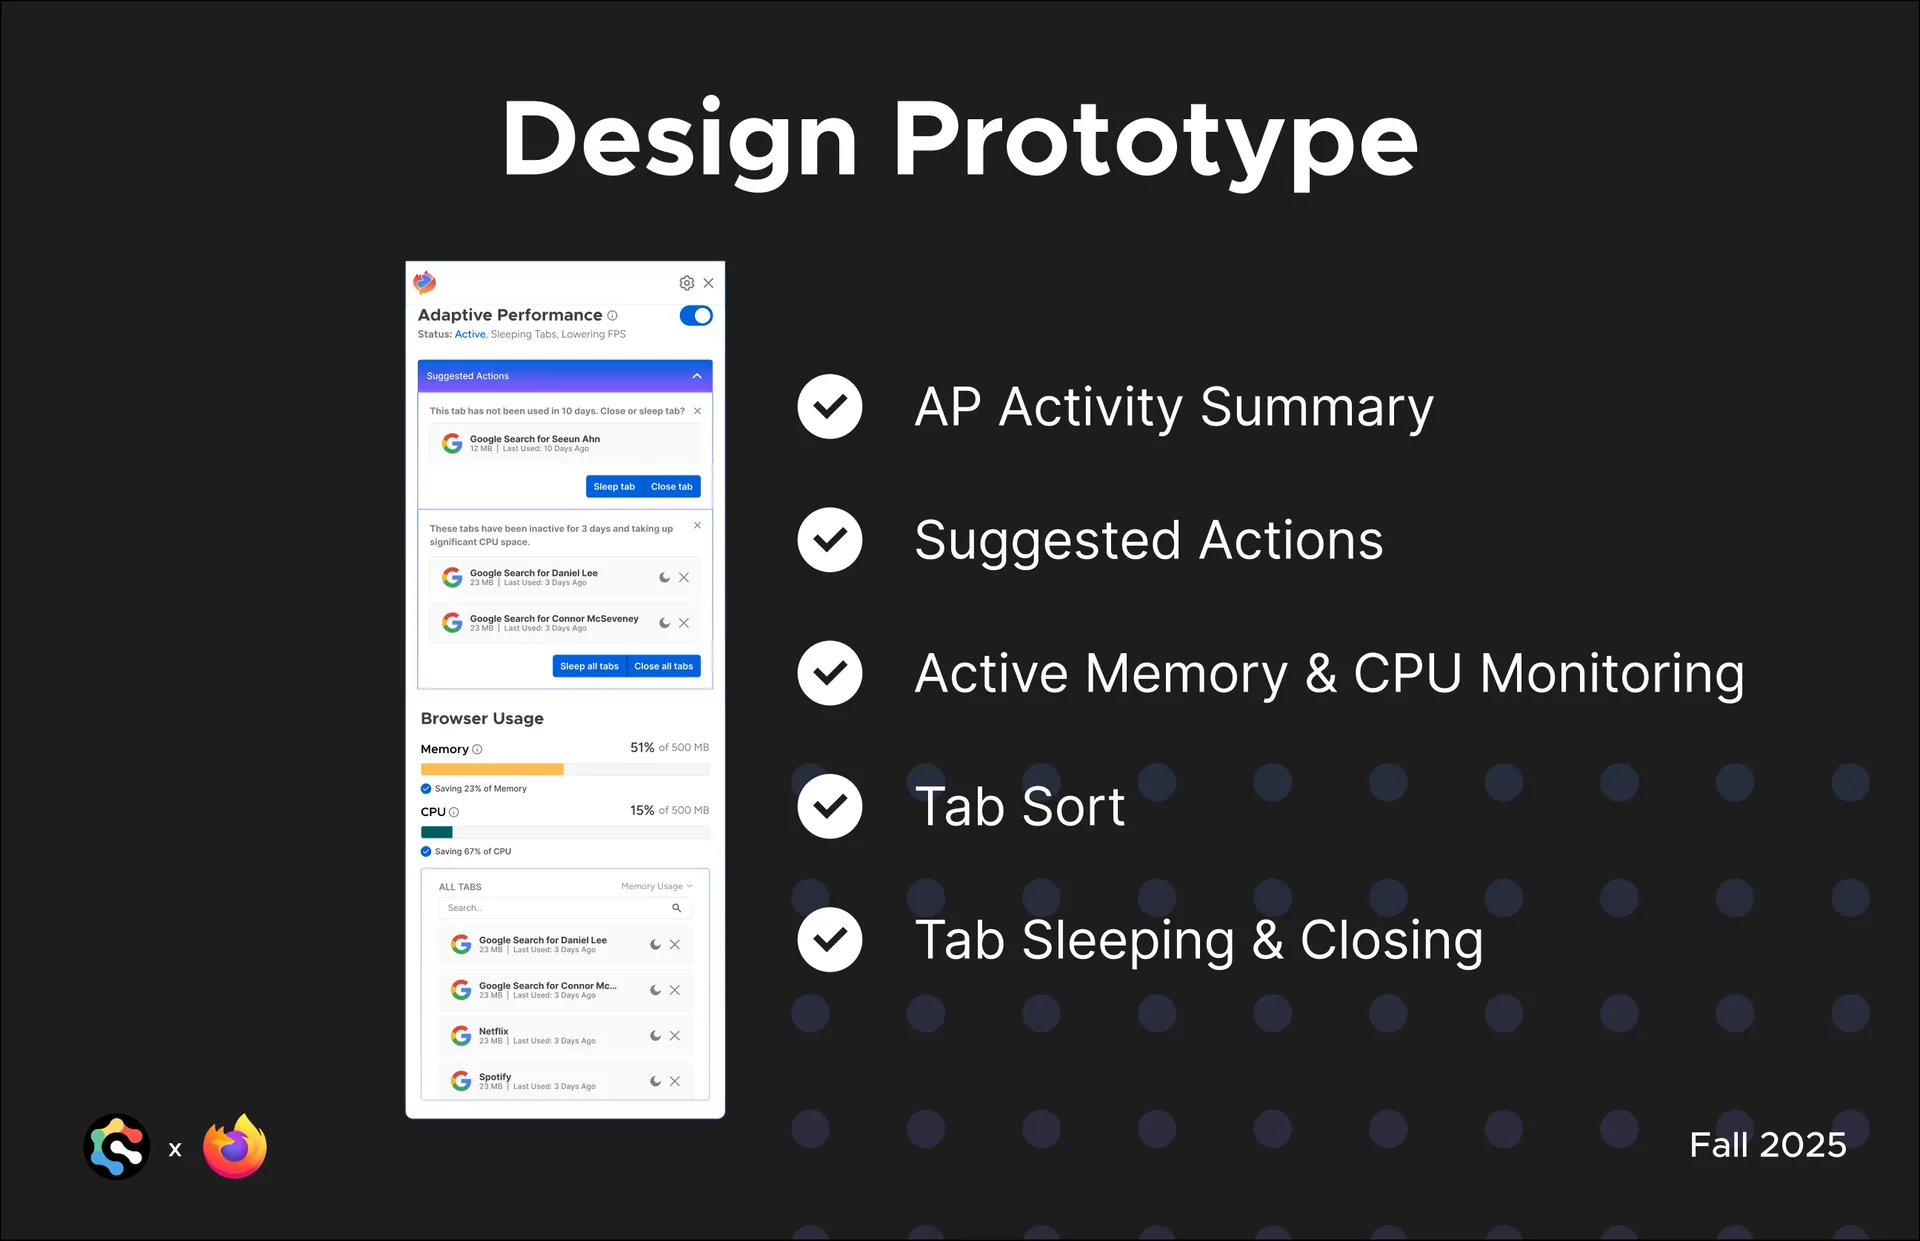 Design Prototype
Adaptive Performance
Status: Active, Sleeping Tabs, Lowering FPS
Suggested Actions
This tab has not been used in 10 days. Close or sleep tab?
Google Search for Seeun Ahn
12 MB | Last Used: 10 Days Ago
Sleep tab Close tab
These tabs have been inactive for 3 days and taking up
significant CPU space.
Google Search for Daniel Lee
23 MB | Last Used: 3 Days Ago
Google Search for Connor McSeveney
23 MB | Last Used: 3 Days Ago
Sleep all tabs Close all tabs
Browser Usage
Memory 51% of 500 MB
Saving 23% of Memory
CPU 15% of 500 MB
Saving 67% of CPU
ALL TABS Memory Usage
Search...
Google Search for Daniel Lee
23 MB | Last Used: 3 Days Ago
Google Search for Connor Mc...
23 MB | Last Used: 3 Days Ago
Netflix
23 MB | Last Used: 3 Days Ago
Spotify
23 MB | Last Used: 3 Days Ago
AP Activity Summary
Suggested Actions
Active Memory & CPU Monitoring
Tab Sort
Tab Sleeping & Closing
x
Fall 2025